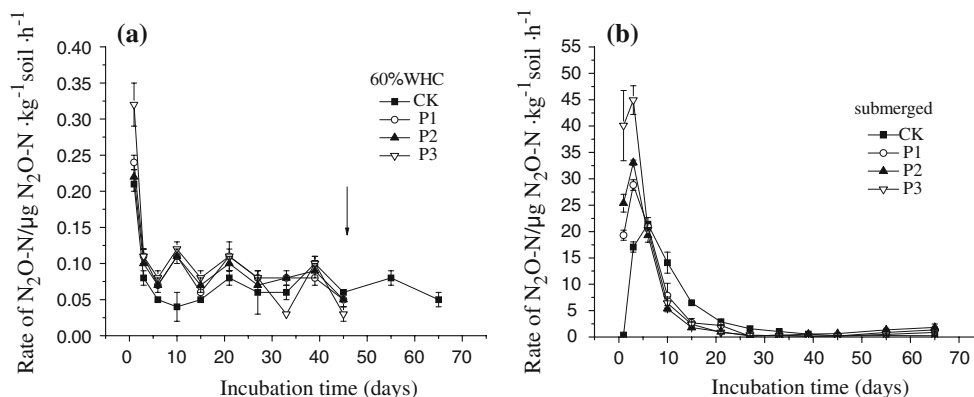 (a)
Rate of N₂O-N/µg N₂O-N ·kg⁻¹soil ·h⁻¹
0.40
0.35
0.30
0.25
0.20
0.15
0.10
0.05
0.00
60%WHC
CK
P1
P2
P3
0 10 20 30 40 50 60 70
Incubation time (days)
(b)
Rate of N₂O-N/µg N₂O-N ·kg⁻¹soil ·h⁻¹
55
50
45
40
35
30
25
20
15
10
5
0
submerged
CK
P1
P2
P3
0 10 20 30 40 50 60 70
Incubation time (days)